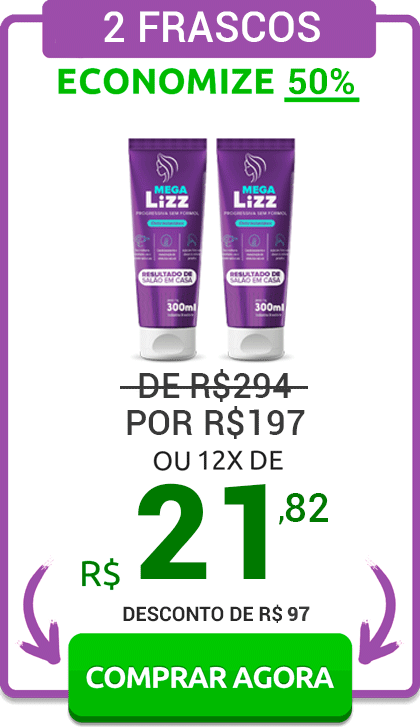 2 FRASCOS
ECONOMIZE 50%
MEGA
Lizz
PROGRESSIVA SEM FORMOL
RESULTADO DE
SALÃO EM CASA
300ml
MEGA
Lizz
PROGRESSIVA SEM FORMOL
RESULTADO DE
SALÃO EM CASA
300ml
DE R$294
POR R$197
OU 12X DE
R$ 21,82
DESCONTO DE R$ 97
COMPRAR AGORA